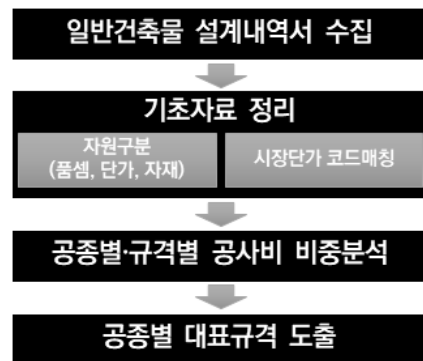 일반건축물 설계내역서 수집
기초자료 정리
자원구분
(품셈, 단가, 자재)
시장단가 코드매칭
공종별·규격별 공사비 비중분석
공종별 대표규격 도출